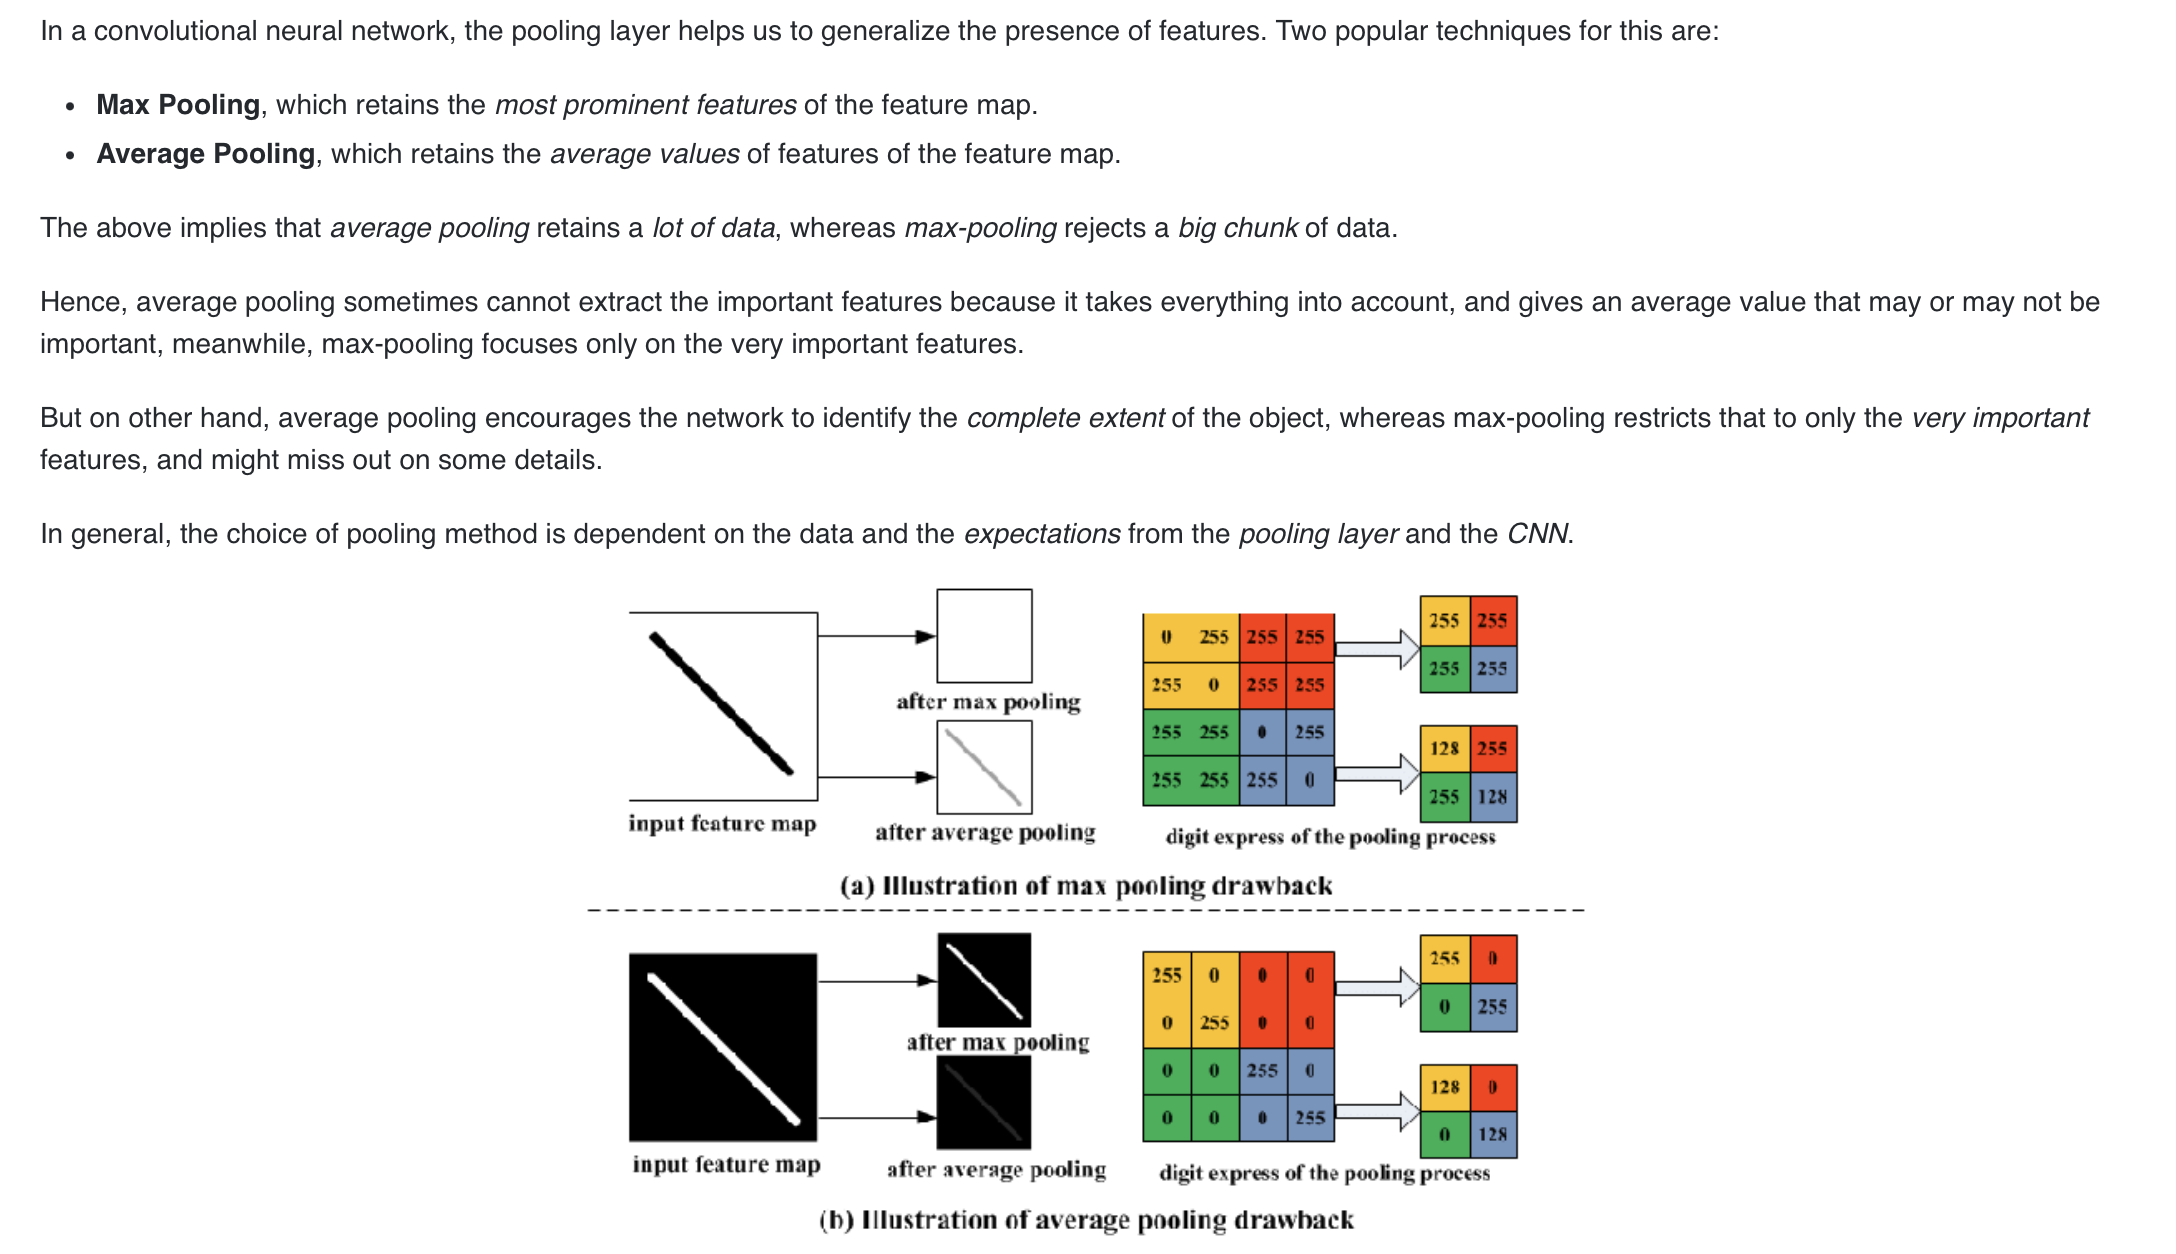 In a convolutional neural network, the pooling layer helps us to generalize the presence of features. Two popular techniques for this are:
• Max Pooling, which retains the most prominent features of the feature map.
• Average Pooling, which retains the average values of features of the feature map.
The above implies that average pooling retains a lot of data, whereas max-pooling rejects a big chunk of data.
Hence, average pooling sometimes cannot extract the important features because it takes everything into account, and gives an average value that may or may not be
important, meanwhile, max-pooling focuses only on the very important features.
But on other hand, average pooling encourages the network to identify the complete extent of the object, whereas max-pooling restricts that to only the very important
features, and might miss out on some details.
In general, the choice of pooling method is dependent on the data and the expectations from the pooling layer and the CNN.
input feature map
after max pooling
after average pooling
0 255 255 255
255 0 255 255
255 255 0 255
255 255 255 0
255 255
255 255
128 255
255 128
digit express of the pooling process
(a) Illustration of max pooling drawback
input feature map
after max pooling
after average pooling
255 0 0 0
0 255 0 0
0 0 255 0
0 0 0 255
255 0
0 255
128 0
0 128
digit express of the pooling process
(b) Illustration of average pooling drawback